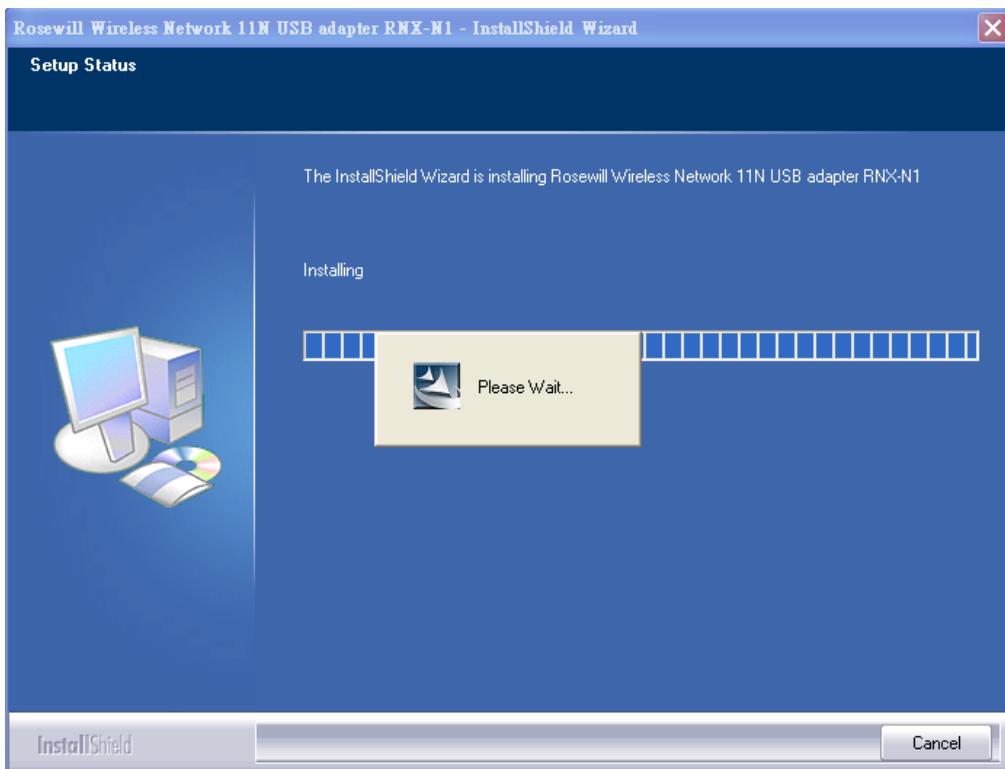 Rosewill Wireless Network 11N USB adapter RNX-N1 - InstallShield Wizard
Setup Status
The InstallShield Wizard is installing Rosewill Wireless Network 11N USB adapter RNX-N1
Installing
Please Wait...
InstallShield
Cancel